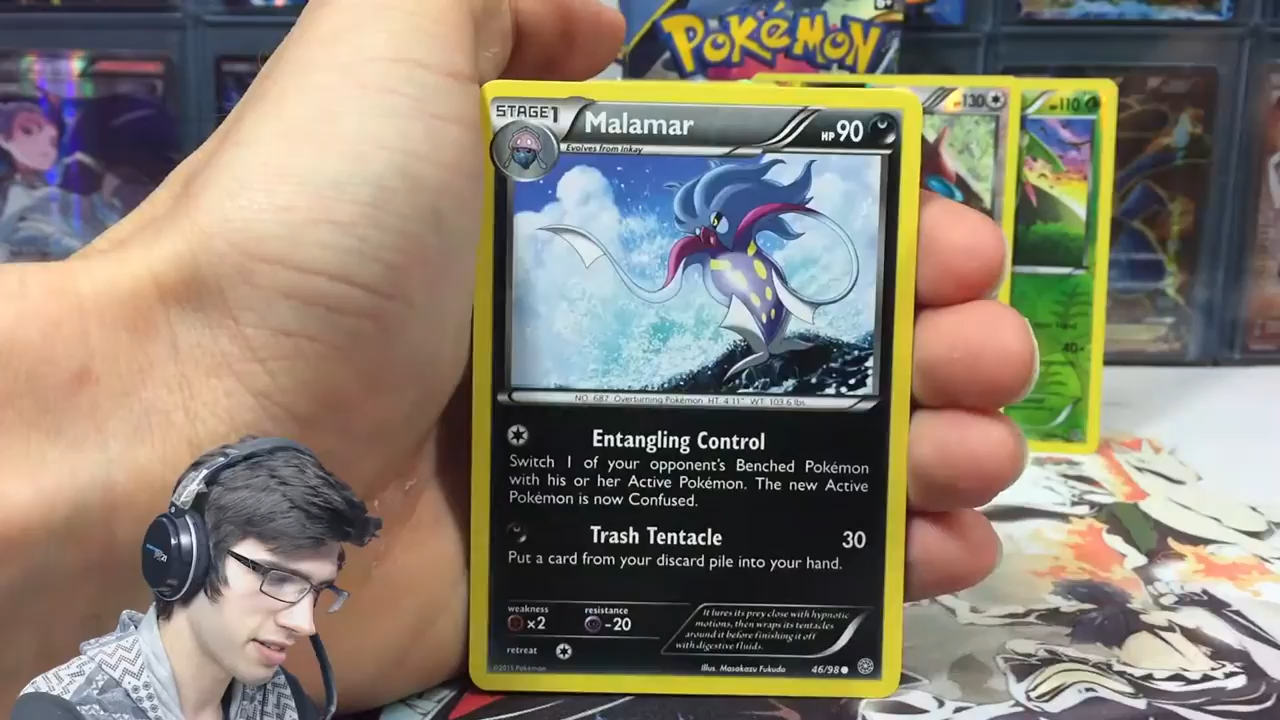 POKÉMON
STAGE1
Malamar
HP 90
Evolves from Inkay
130
110
NO. 687 Overturning Pokémon HT. 4'11" WT. 103.6 lbs.
Entangling Control
Switch 1 of your opponent's Benched Pokémon
with his or her Active Pokémon. The new Active
Pokémon is now Confused.
Trash Tentacle 30
Put a card from your discard pile into your hand.
40+
weakness resistance
×2 -20
It lures its prey close with hypnotic
motions, then wraps its tentacles
around it before finishing it off
with digestive fluids.
retreat
©2015 Pokémon
Illus. Masakazu Fukuda
46/98